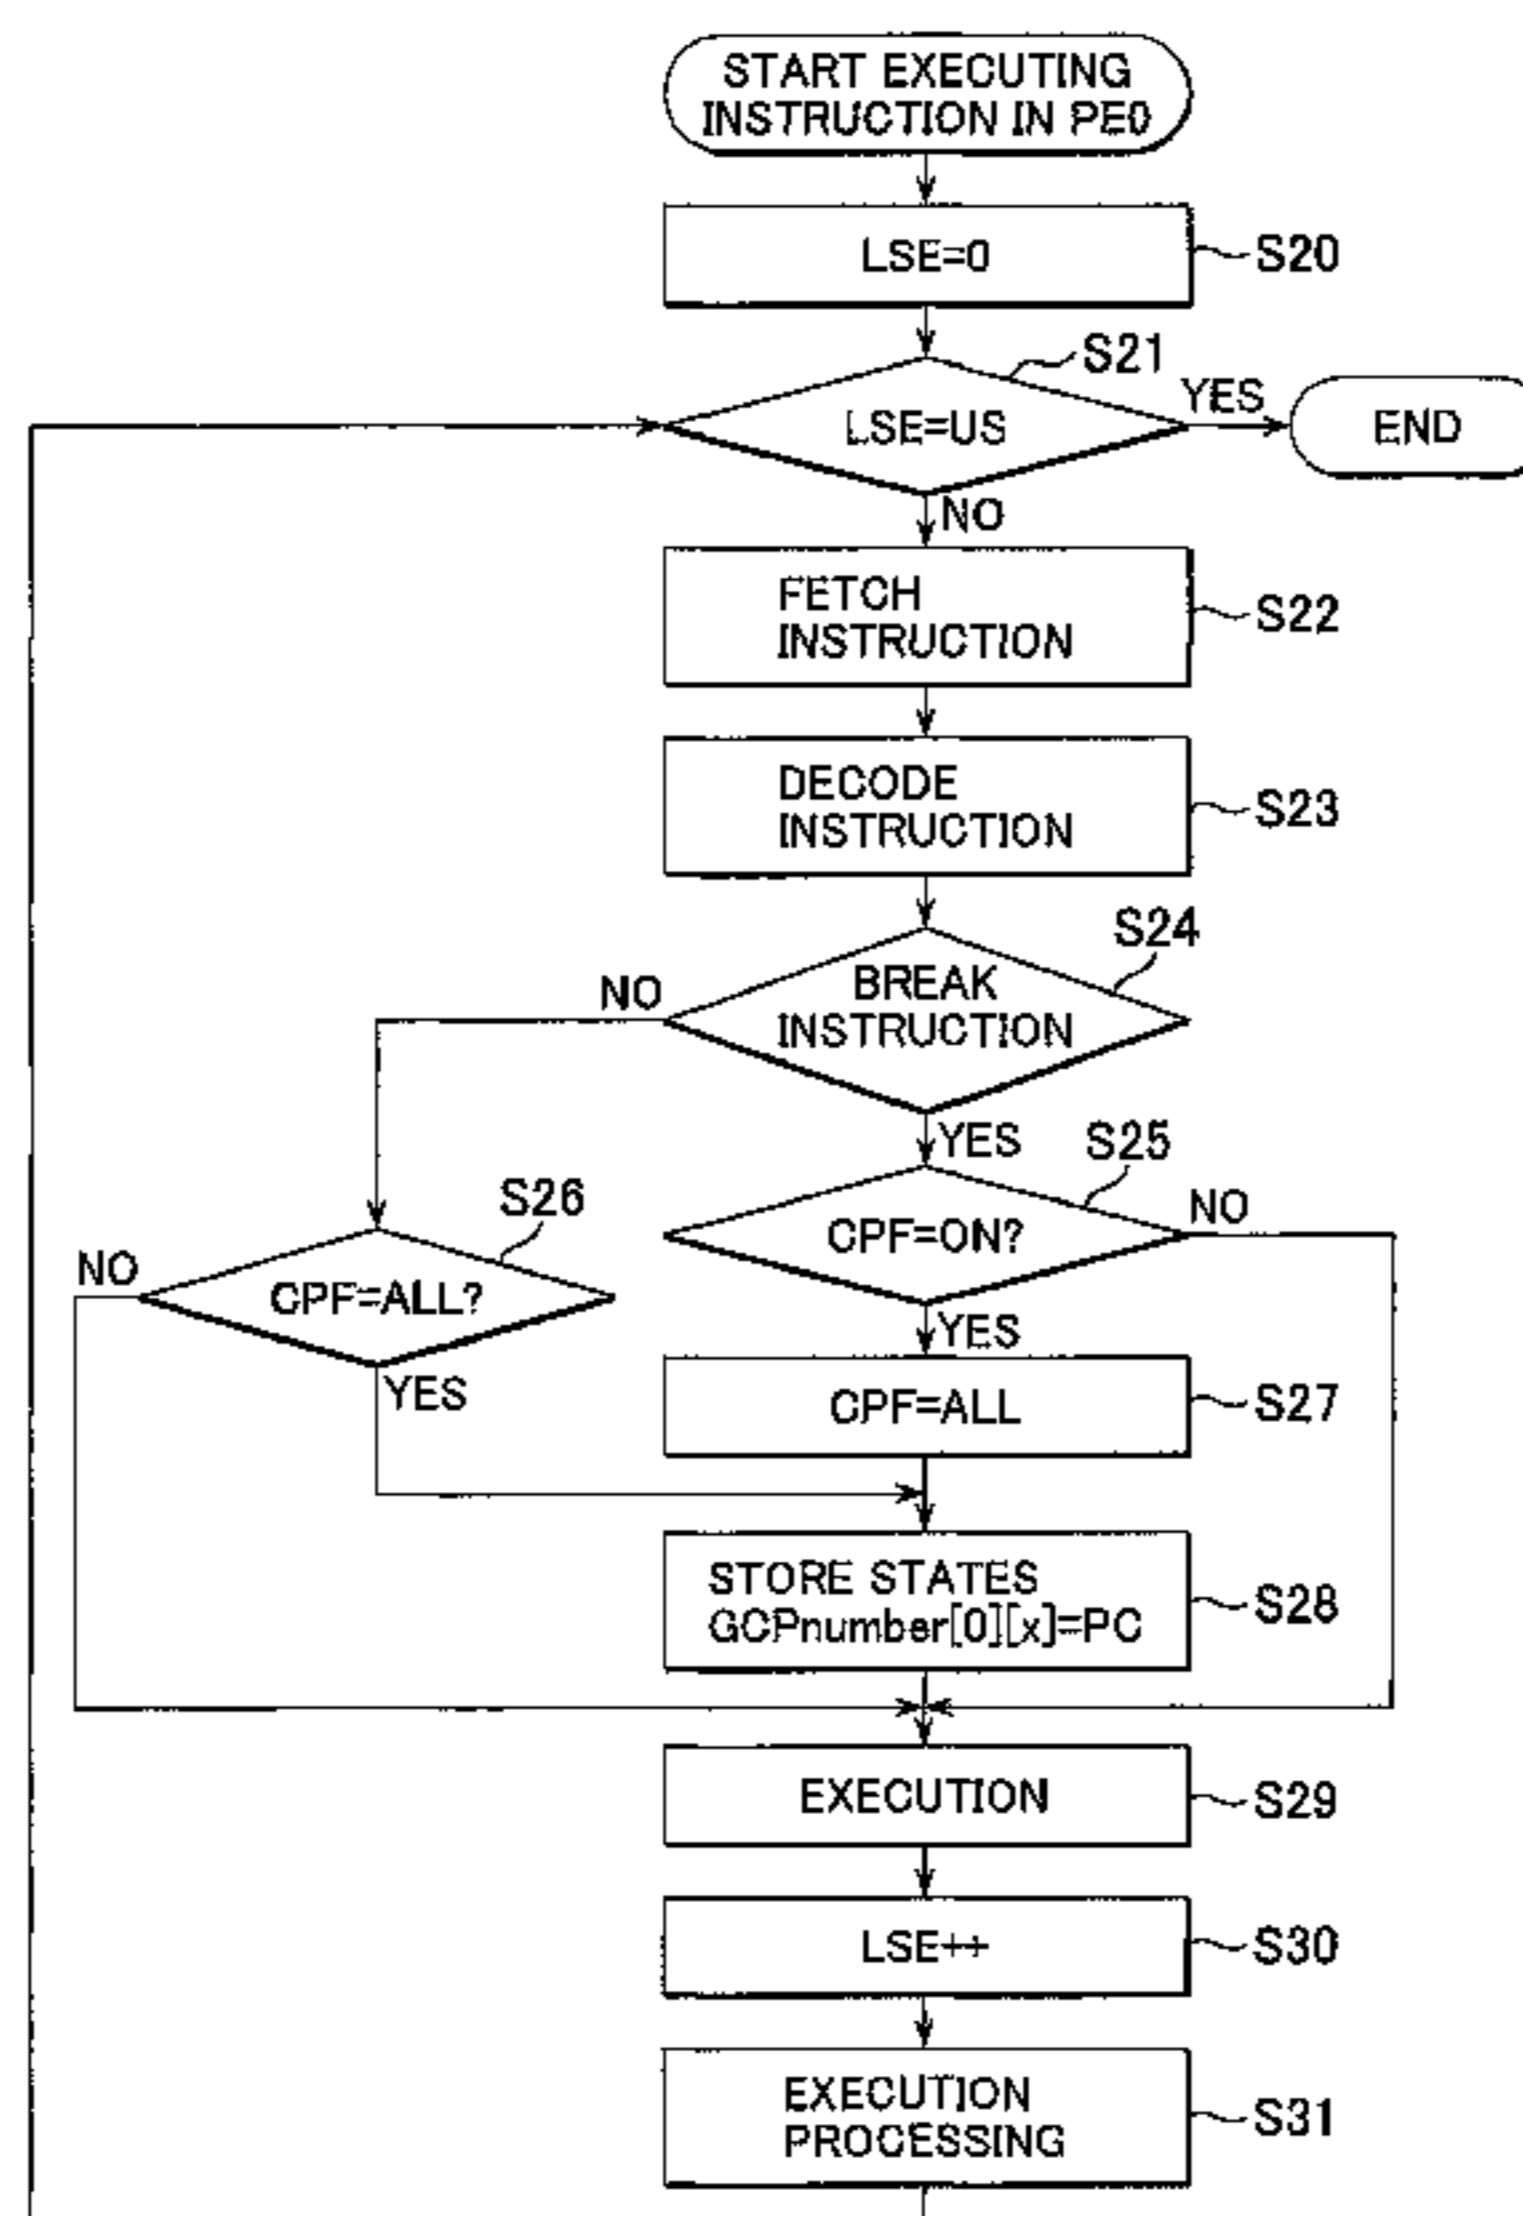 START EXECUTING
INSTRUCTION IN PE0
LSE=0
S20
S21
LSE=US
YES
END
NO
FETCH
INSTRUCTION
S22
DECODE
INSTRUCTION
S23
S24
NO
BREAK
INSTRUCTION
YES
S25
S26
CPF=ON?
NO
NO
CPF=ALL?
YES
YES
CPF=ALL
S27
STORE STATES
GCPnumber[0][x]=PC
S28
EXECUTION
S29
LSE++
S30
EXECUTION
PROCESSING
S31